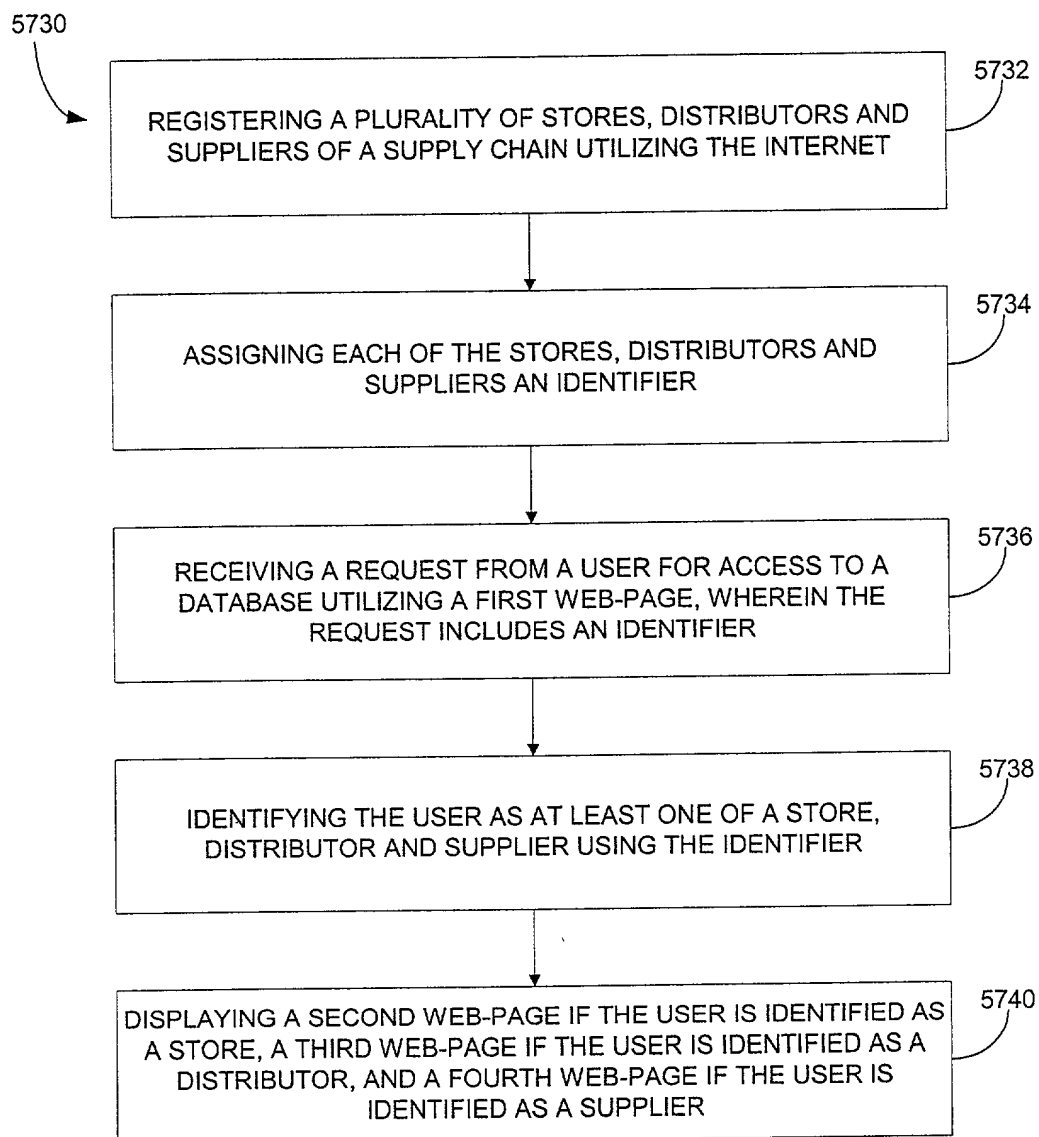 5730
5732
REGISTERING A PLURALITY OF STORES, DISTRIBUTORS AND
SUPPLIERS OF A SUPPLY CHAIN UTILIZING THE INTERNET
5734
ASSIGNING EACH OF THE STORES, DISTRIBUTORS AND
SUPPLIERS AN IDENTIFIER
5736
RECEIVING A REQUEST FROM A USER FOR ACCESS TO A
DATABASE UTILIZING A FIRST WEB-PAGE, WHEREIN THE
REQUEST INCLUDES AN IDENTIFIER
5738
IDENTIFYING THE USER AS AT LEAST ONE OF A STORE,
DISTRIBUTOR AND SUPPLIER USING THE IDENTIFIER
5740
DISPLAYING A SECOND WEB-PAGE IF THE USER IS IDENTIFIED AS
A STORE, A THIRD WEB-PAGE IF THE USER IS IDENTIFIED AS A
DISTRIBUTOR, AND A FOURTH WEB-PAGE IF THE USER IS
IDENTIFIED AS A SUPPLIER